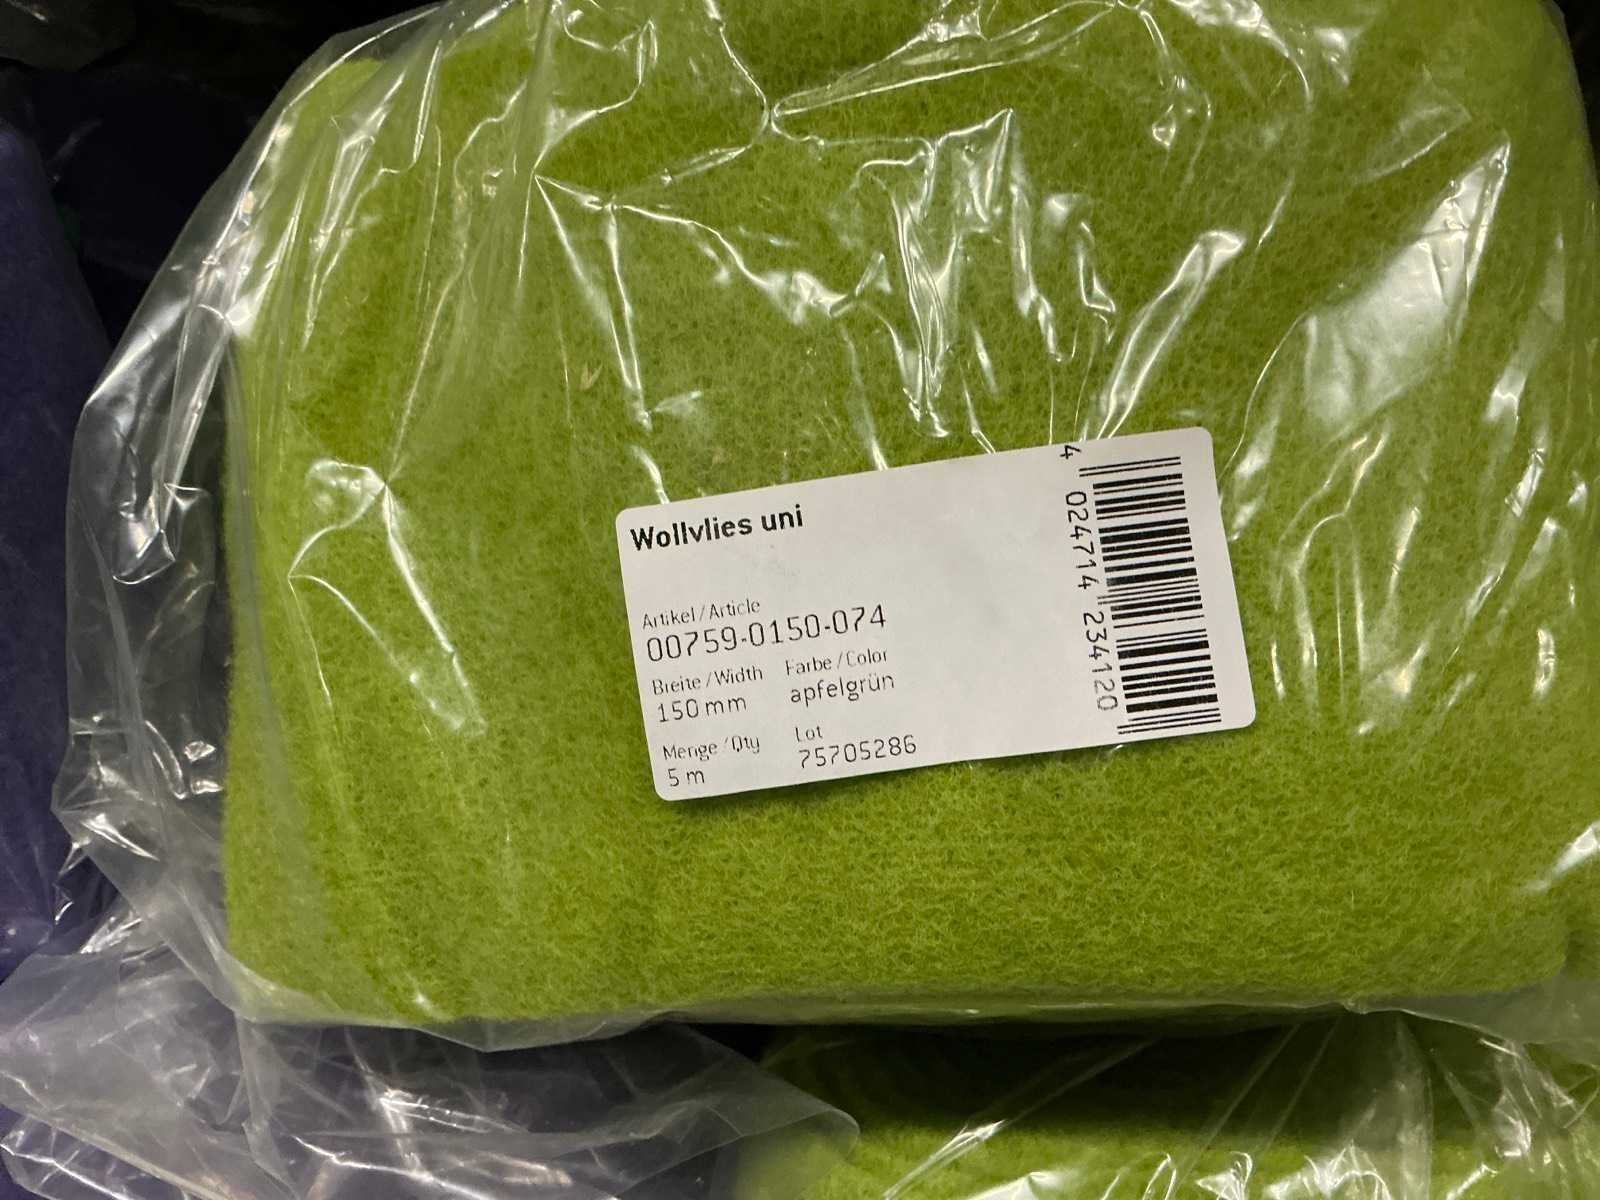 Wollvlies uni
Artikel/Article
00759-0150-074
Breite/Width Farbe/Color
150 mm apfelgrün
Menge/Qty Lot
5 m 75705286
4 024714 234120